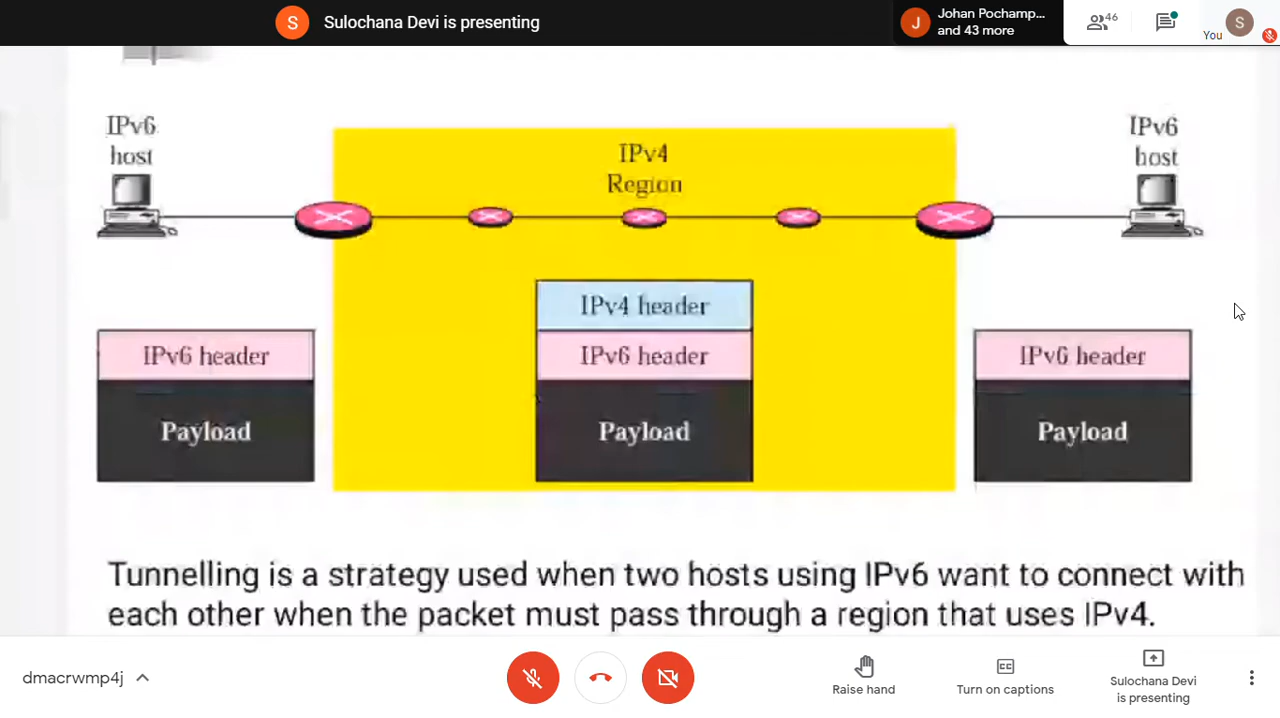 S
Sulochana Devi is presenting
J
Johan Pochamp...
and 43 more
46
You
S
IPv6
host
IPv4
Region
IPv6
host
IPv4 header
IPv6 header
Payload
IPv6 header
Payload
IPv6 header
Payload
Tunnelling is a strategy used when two hosts using IPv6 want to connect with
each other when the packet must pass through a region that uses IPv4.
dmacrwmp4j
Raise hand
CC
Turn on captions
Sulochana Devi
is presenting